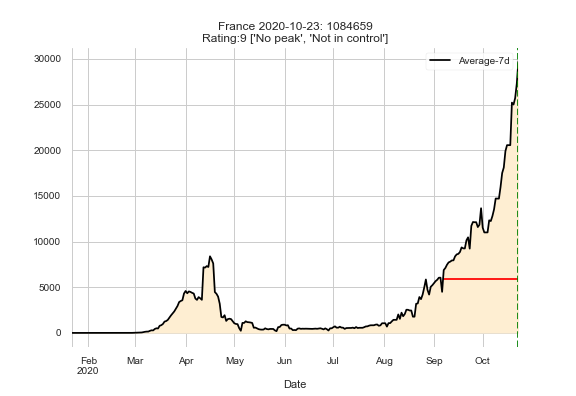 France 2020-10-23: 1084659
Rating:9 ['No peak', 'Not in control']
Average-7d
30000
25000
20000
15000
10000
5000
0
Feb Mar Apr May Jun Jul Aug Sep Oct
2020
Date